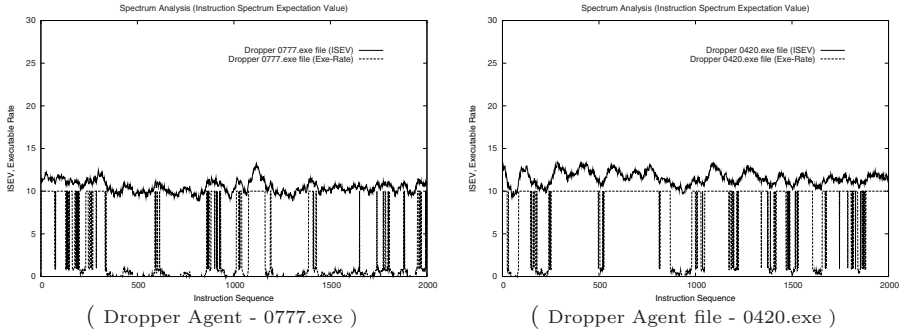 Spectrum Analysis (Instruction Spectrum Expectation Value)
30
25
20
15
10
5
0
ISEV, Executable Rate
Dropper 0777.exe file (ISEV)
Dropper 0777.exe file (Exe-Rate)
0
500
1000
1500
2000
Instruction Sequence
( Dropper Agent - 0777.exe )
Spectrum Analysis (Instruction Spectrum Expectation Value)
30
25
20
15
10
5
0
ISEV, Executable Rate
Dropper 0420.exe file (ISEV)
Dropper 0420.exe file (Exe-Rate)
0
500
1000
1500
2000
Instruction Sequence
( Dropper Agent file - 0420.exe )